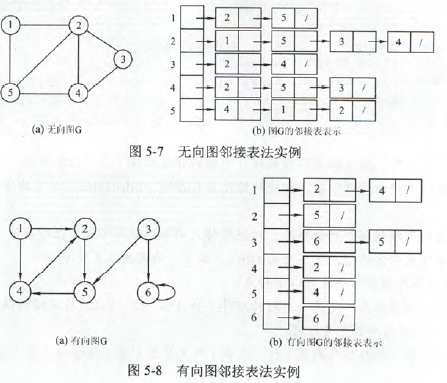 1 2
3
5 4
(a) 无向图G
1 2 5 /
2 1 5 / 3 4 /
3 2 4 /
4 2 5 3 /
5 4 1 2 /
(b) 图G的邻接表表示
图 5-7 无向图邻接表法实例
1 2 3
4 5 6
(a) 有向图G
1 2 4 /
2 5 /
3 6 5 /
4 2 /
5 4 /
6 6 /
(b) 有向图G的邻接表表示
图 5-8 有向图邻接表法实例